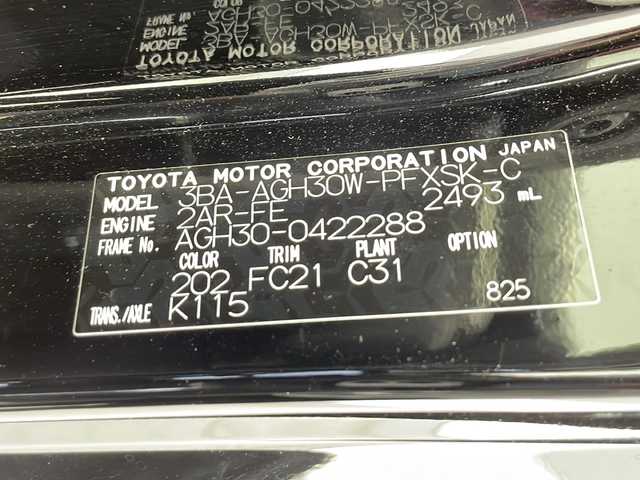 TOYOTA MOTOR CORPORATION JAPAN
MODEL 3BA-AGH30W-PFXSK-C
ENGINE 2AR-FE 2493 mL
FRAME No. AGH30-0422288
COLOR TRIM PLANT OPTION
202 FC21 C31
TRANS./AXLE K115 825